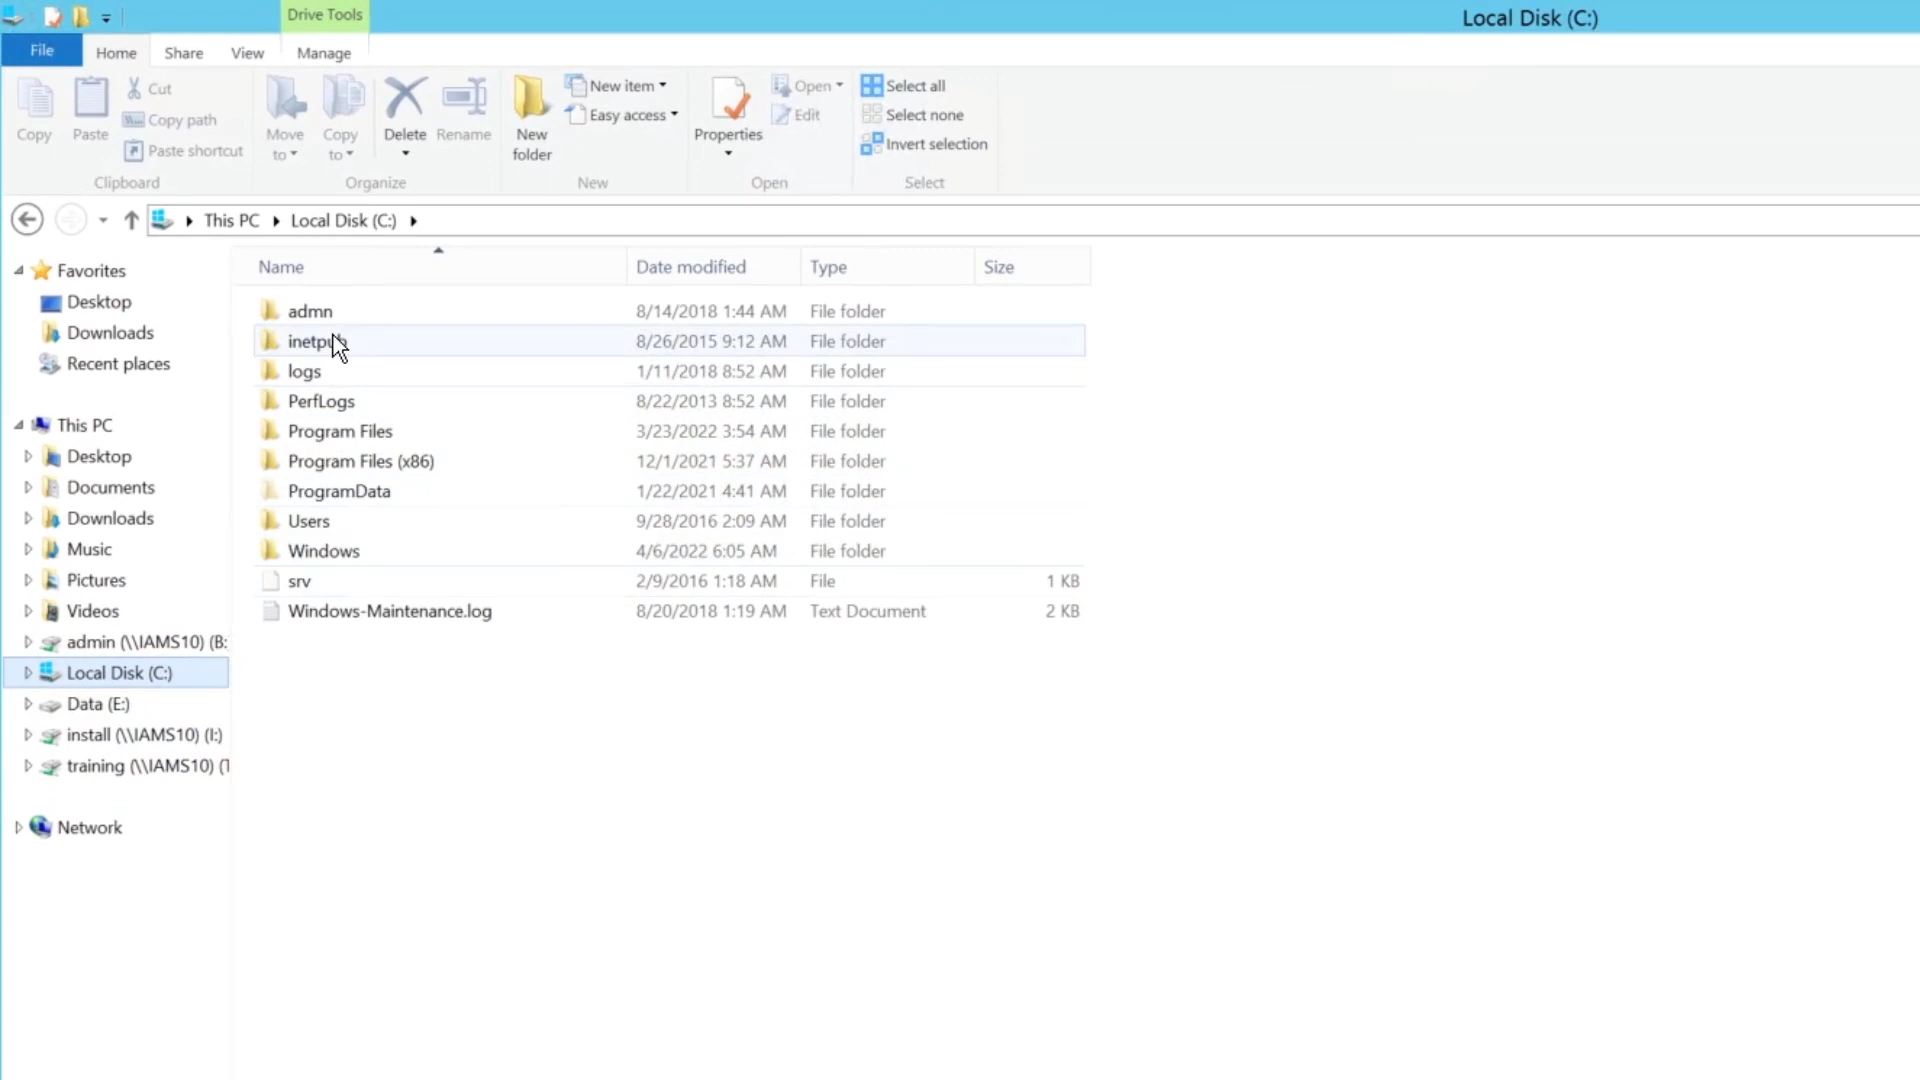 Drive Tools
Local Disk (C:)
File
Home
Share
View
Manage
Copy
Paste
Cut
Copy path
Paste shortcut
Clipboard
Move to
Copy to
Delete
Rename
Organize
New folder
New item
Easy access
New
Properties
Open
Edit
Open
Select all
Select none
Invert selection
Select
This PC
Local Disk (C:)
Name Date modified Type Size
admn 8/14/2018 1:44 AM File folder
inetpub 8/26/2015 9:12 AM File folder
logs 1/11/2018 8:52 AM File folder
PerfLogs 8/22/2013 8:52 AM File folder
Program Files 3/23/2022 3:54 AM File folder
Program Files (x86) 12/1/2021 5:37 AM File folder
ProgramData 1/22/2021 4:41 AM File folder
Users 9/28/2016 2:09 AM File folder
Windows 4/6/2022 6:05 AM File folder
srv 2/9/2016 1:18 AM File 1 KB
Windows-Maintenance.log 8/20/2018 1:19 AM Text Document 2 KB
Favorites
Desktop
Downloads
Recent places
This PC
Desktop
Documents
Downloads
Music
Pictures
Videos
admin (\\IAMS10) (B:
Local Disk (C:)
Data (E:)
install (\\IAMS10) (I:)
training (\\IAMS10) (T
Network